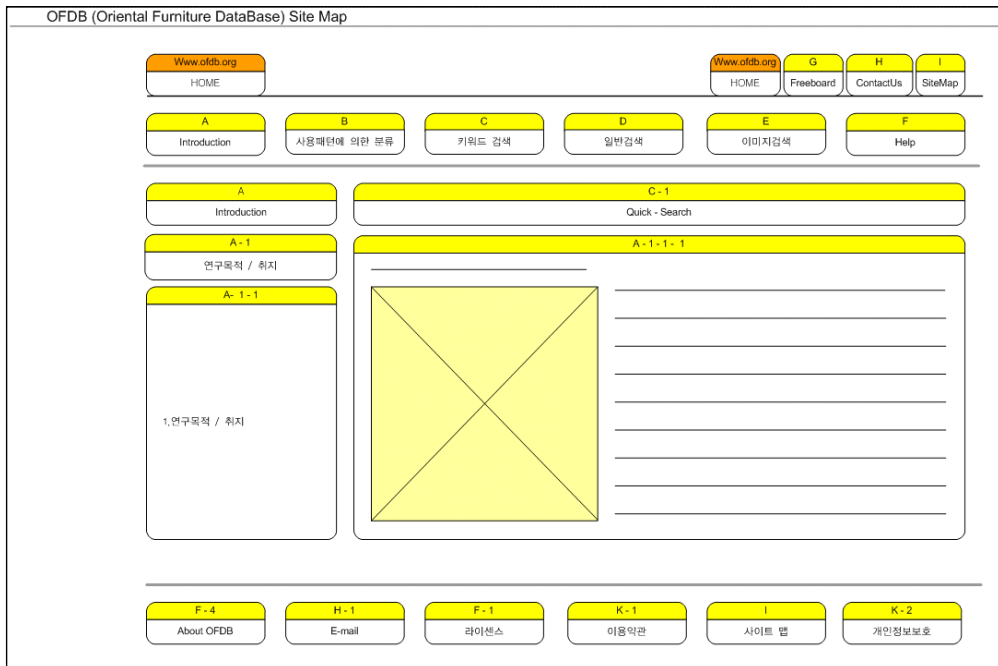 OFDB (Oriental Furniture DataBase) Site Map
Www.ofdb.org
HOME
Www.ofdb.org
HOME
G
Freeboard
H
ContactUs
I
SiteMap
A
Introduction
B
사용패턴에 의한 분류
C
키워드 검색
D
일반검색
E
이미지검색
F
Help
A
Introduction
C - 1
Quick - Search
A - 1
연구목적 / 취지
A - 1 - 1 - 1
A- 1 - 1
1.연구목적 / 취지
F - 4
About OFDB
H - 1
E-mail
F - 1
라이센스
K - 1
이용약관
I
사이트 맵
K - 2
개인정보보호